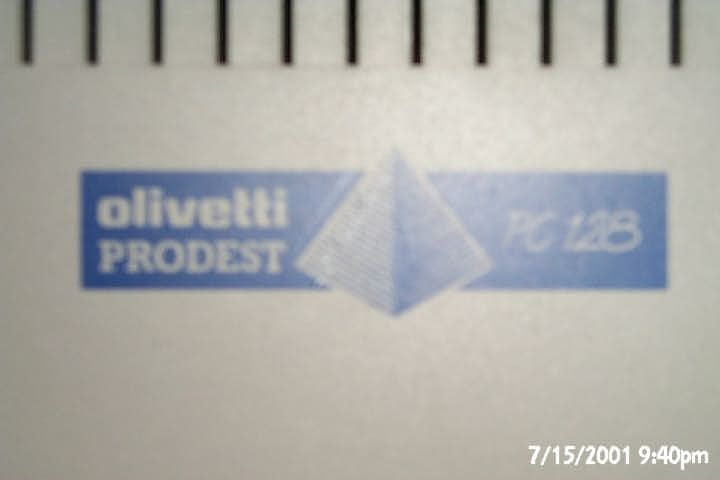 olivetti
PRODEST
PC 128
7/15/2001 9:40pm